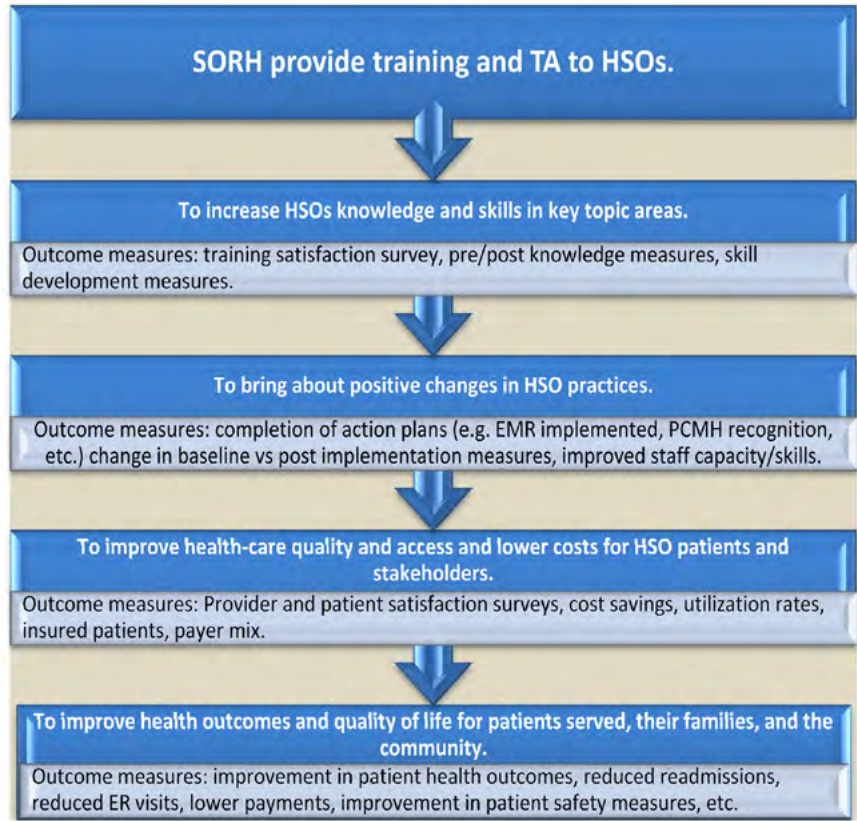 SORH provide training and TA to HSOs.
To increase HSOs knowledge and skills in key topic areas.
Outcome measures: training satisfaction survey, pre/post knowledge measures, skill
development measures.
To bring about positive changes in HSO practices.
Outcome measures: completion of action plans (e.g. EMR implemented, PCMH recognition,
etc.) change in baseline vs post implementation measures, improved staff capacity/skills.
To improve health-care quality and access and lower costs for HSO patients and
stakeholders.
Outcome measures: Provider and patient satisfaction surveys, cost savings, utilization rates,
insured patients, payer mix.
To improve health outcomes and quality of life for patients served, their families, and the
community.
Outcome measures: improvement in patient health outcomes, reduced readmissions,
reduced ER visits, lower payments, improvement in patient safety measures, etc.